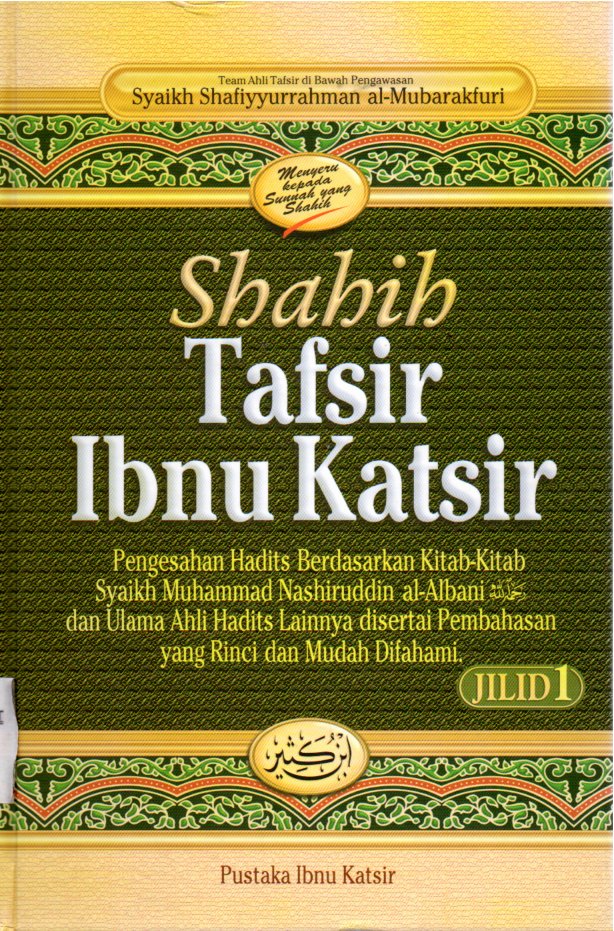 Team Ahli Tafsir di Bawah Pengawasan
Syaikh Shafiyyurrahman al-Mubarakfuri
Menyeru
kepada
Sunnah yang
Shahih
Shahih
Tafsir
Ibnu Katsir
Pengesahan Hadits Berdasarkan Kitab-Kitab
Syaikh Muhammad Nashiruddin al-Albani رحمه الله
dan Ulama Ahli Hadits Lainnya disertai Pembahasan
yang Rinci dan Mudah Difahami.
JILID 1
ابن كثير
Pustaka Ibnu Katsir